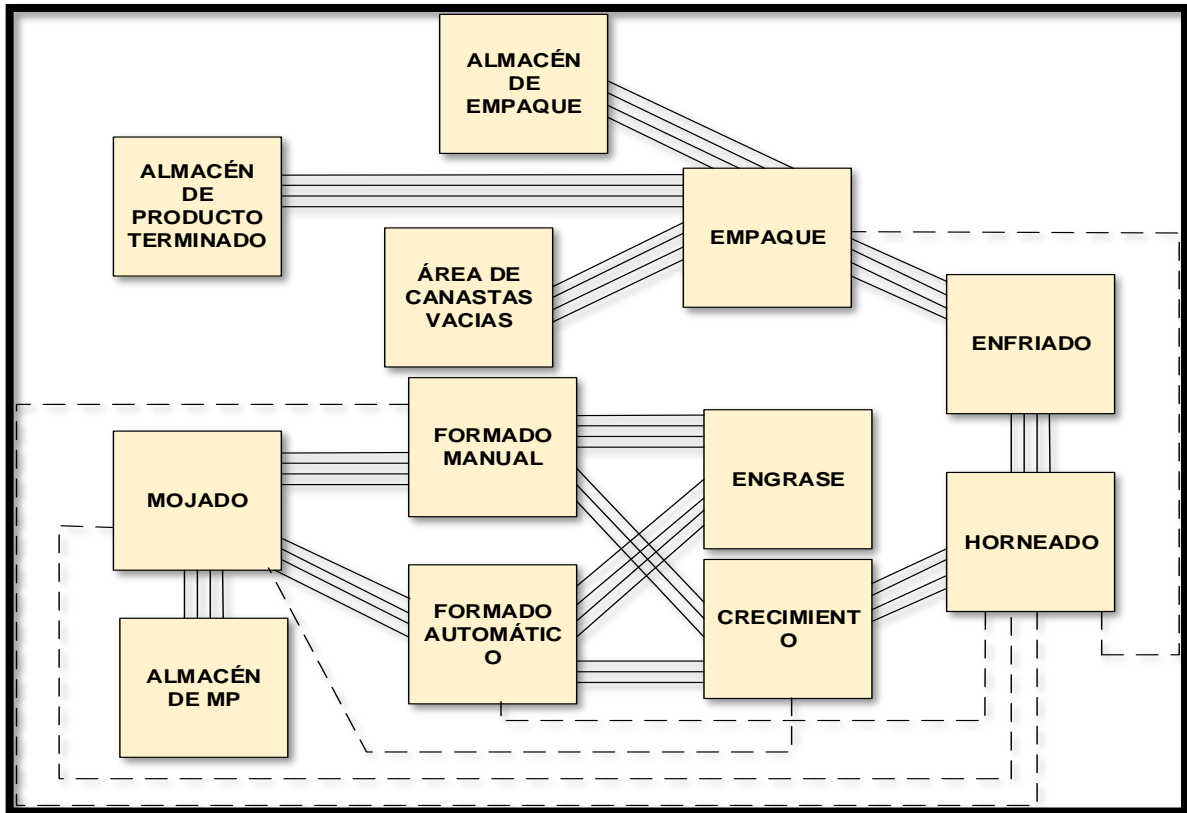 ALMACÉN
DE
EMPAQUE
ALMACÉN
DE
PRODUCTO
TERMINADO
EMPAQUE
ÁREA DE
CANASTAS
VACIAS
ENFRIADO
FORMADO
MANUAL
ENGRASE
MOJADO
HORNEADO
FORMADO
AUTOMÁTIC
O
CRECIMIENT
O
ALMACÉN
DE MP